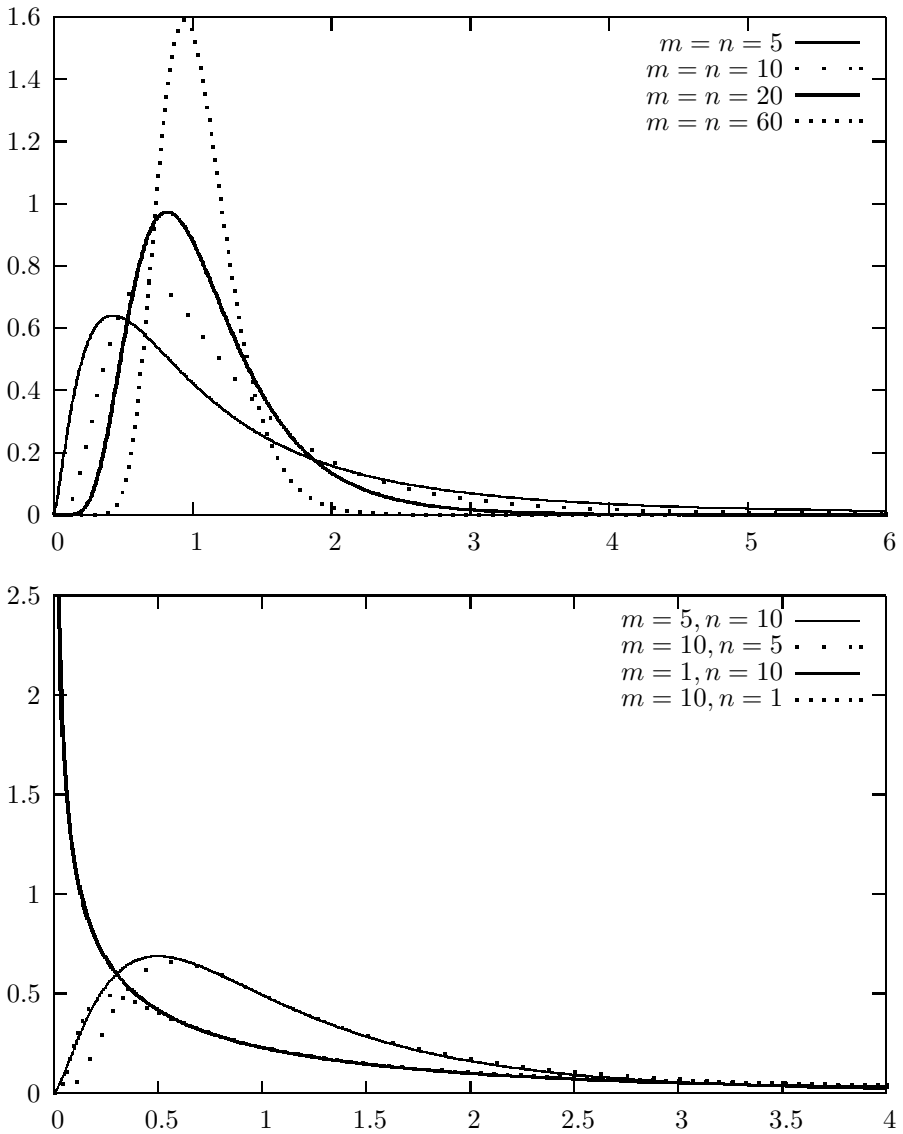 1.6
1.4
1.2
1
0.8
0.6
0.4
0.2
0
m = n = 5
m = n = 10
m = n = 20
m = n = 60
0 1 2 3 4 5 6
2.5
2
1.5
1
0.5
0
m = 5, n = 10
m = 10, n = 5
m = 1, n = 10
m = 10, n = 1
0 0.5 1 1.5 2 2.5 3 3.5 4